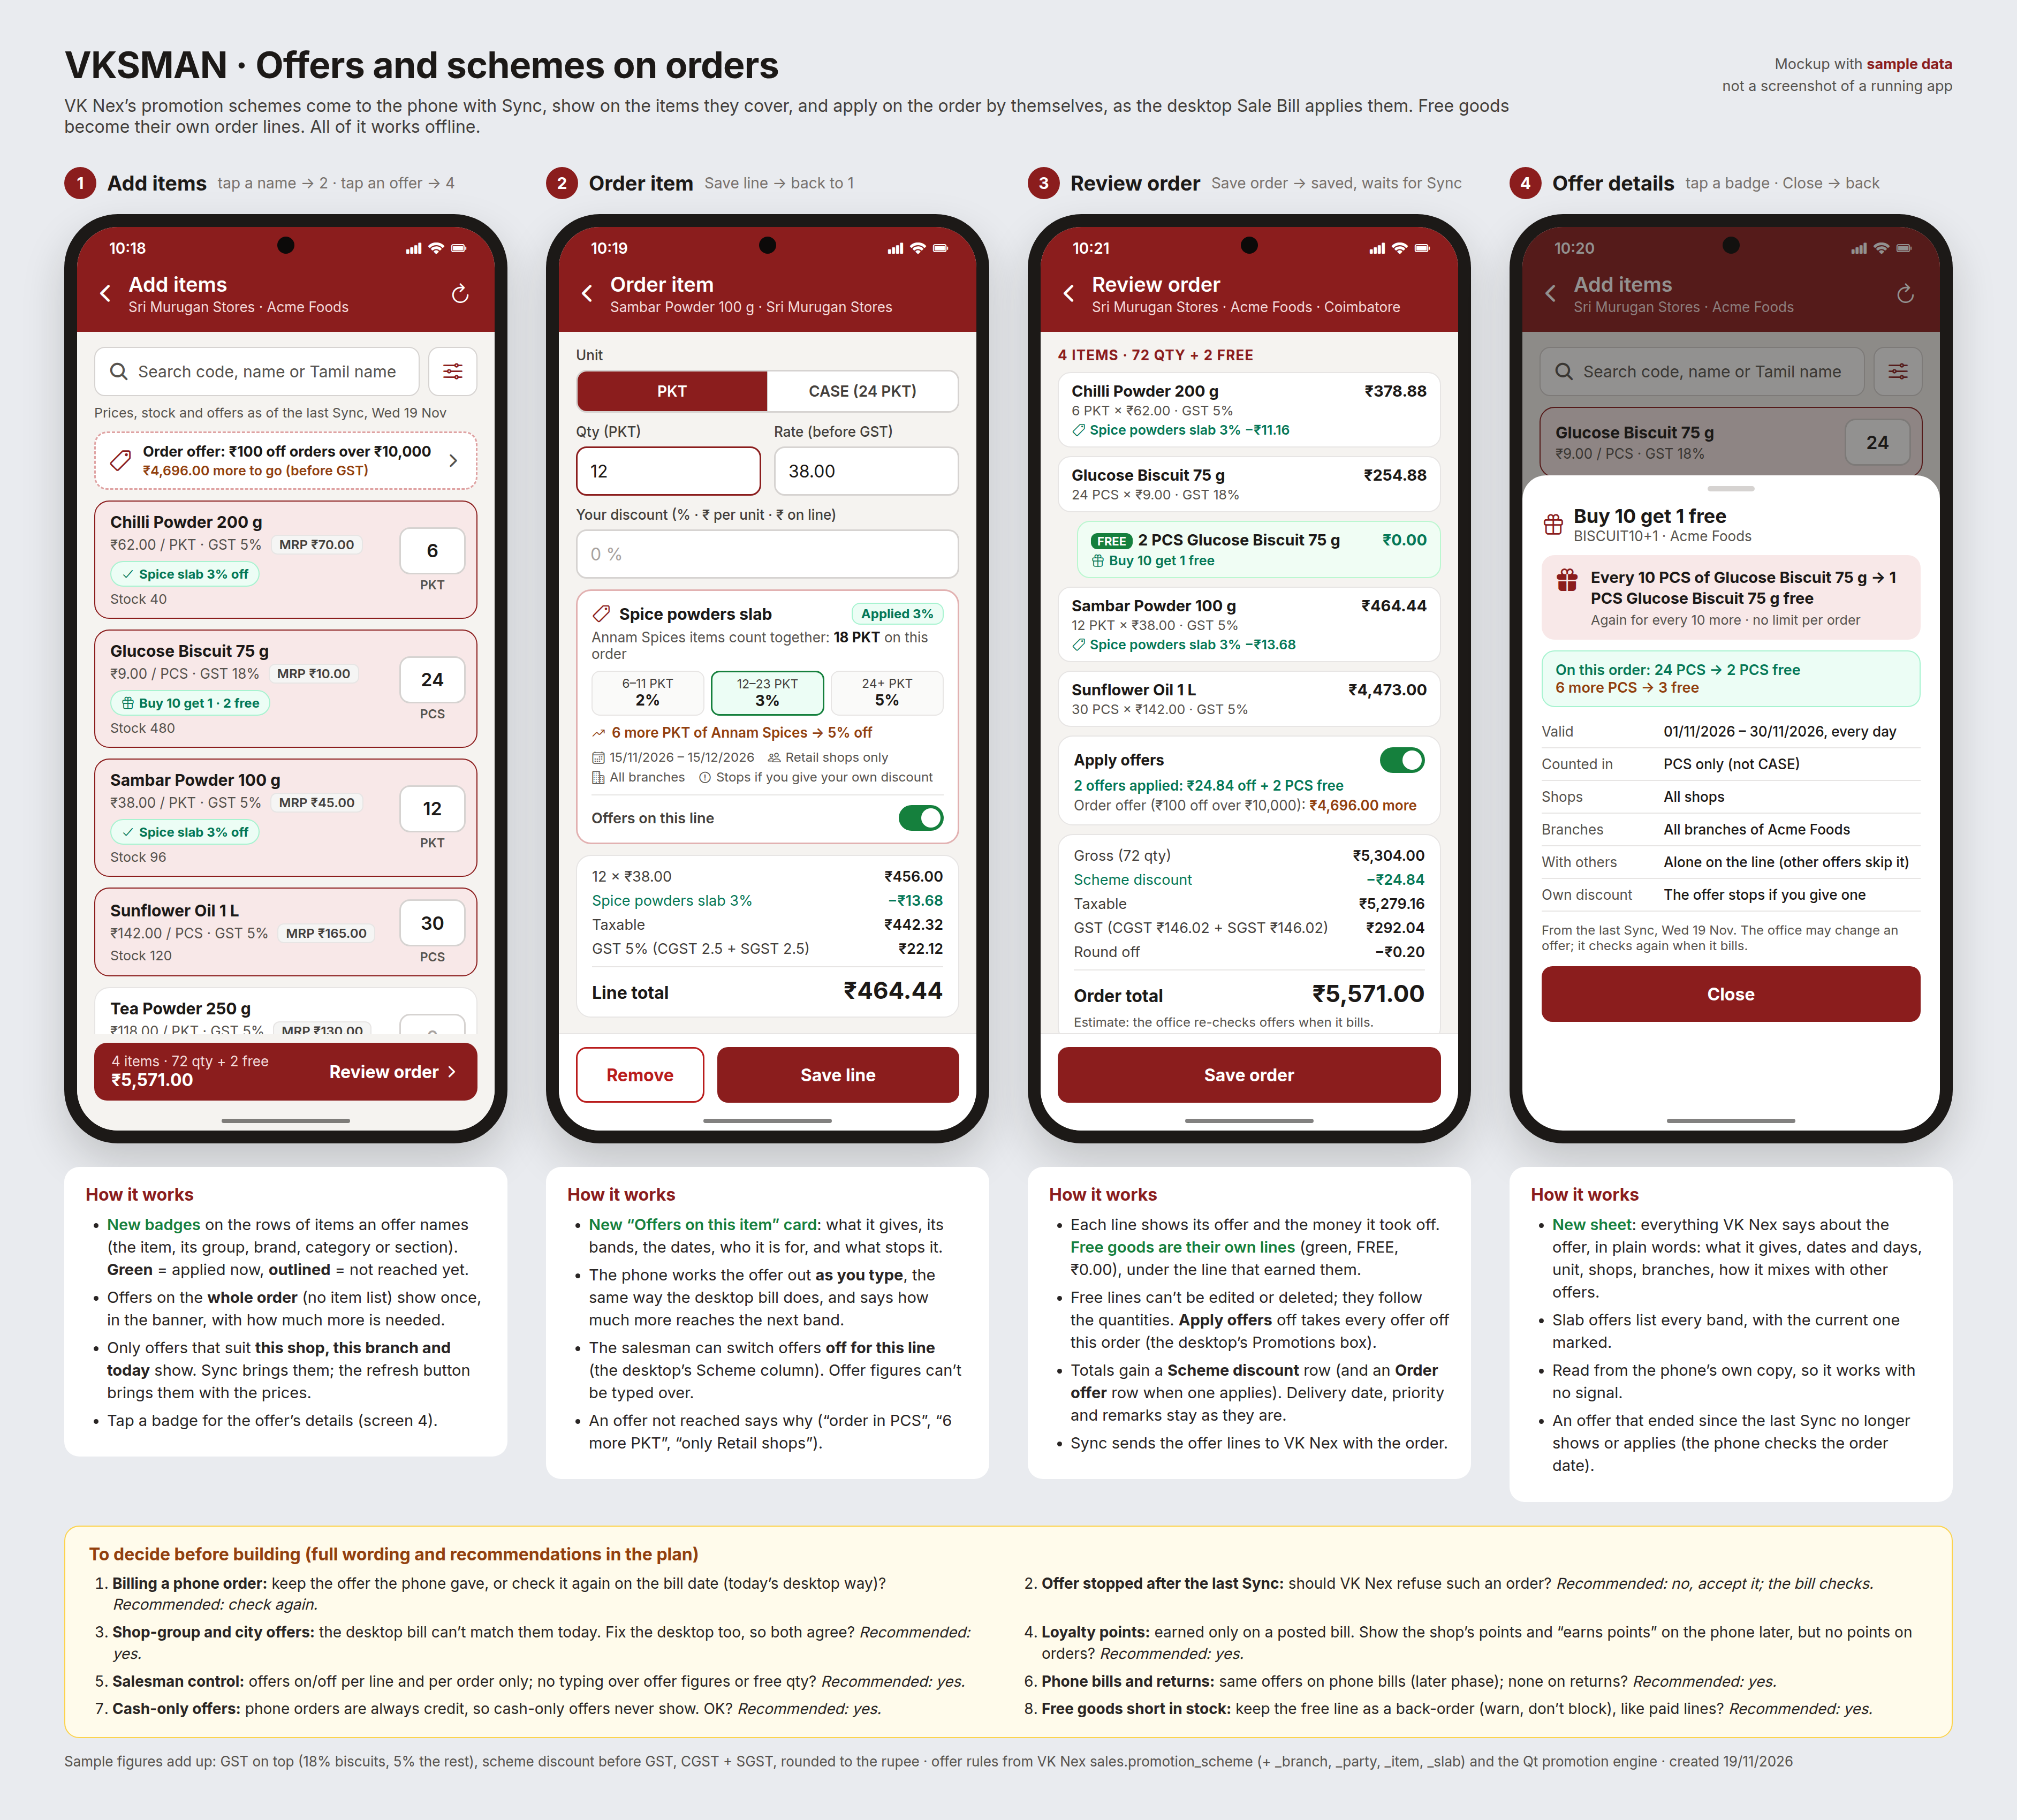 VKSMAN · Offers and schemes on orders
Mockup with sample data
not a screenshot of a running app
VK Nex’s promotion schemes come to the phone with Sync, show on the items they cover, and apply on the order by themselves, as the desktop Sale Bill applies them. Free goods
become their own order lines. All of it works offline.
1 Add items tap a name → 2 · tap an offer → 4
10:18
Add items
Sri Murugan Stores · Acme Foods
Search code, name or Tamil name
Prices, stock and offers as of the last Sync, Wed 19 Nov
Order offer: ₹100 off orders over ₹10,000
₹4,696.00 more to go (before GST)
Chilli Powder 200 g
₹62.00 / PKT · GST 5% MRP ₹70.00
6
PKT
Spice slab 3% off
Stock 40
Glucose Biscuit 75 g
₹9.00 / PCS · GST 18% MRP ₹10.00
24
PCS
Buy 10 get 1 · 2 free
Stock 480
Sambar Powder 100 g
₹38.00 / PKT · GST 5% MRP ₹45.00
12
PKT
Spice slab 3% off
Stock 96
Sunflower Oil 1 L
₹142.00 / PCS · GST 5% MRP ₹165.00
30
PCS
Stock 120
Tea Powder 250 g
₹118.00 / PKT · GST 5% MRP ₹130.00
4 items · 72 qty + 2 free
₹5,571.00
Review order
2 Order item Save line → back to 1
10:19
Order item
Sambar Powder 100 g · Sri Murugan Stores
Unit
PKT CASE (24 PKT)
Qty (PKT) Rate (before GST)
12 38.00
Your discount (% · ₹ per unit · ₹ on line)
0 %
Spice powders slab Applied 3%
Annam Spices items count together: 18 PKT on this
order
6–11 PKT 12–23 PKT 24+ PKT
2% 3% 5%
6 more PKT of Annam Spices → 5% off
15/11/2026 – 15/12/2026 Retail shops only
All branches Stops if you give your own discount
Offers on this line
12 × ₹38.00 ₹456.00
Spice powders slab 3% −₹13.68
Taxable ₹442.32
GST 5% (CGST 2.5 + SGST 2.5) ₹22.12
Line total ₹464.44
Remove Save line
3 Review order Save order → saved, waits for Sync
10:21
Review order
Sri Murugan Stores · Acme Foods · Coimbatore
4 ITEMS · 72 QTY + 2 FREE
Chilli Powder 200 g ₹378.88
6 PKT × ₹62.00 · GST 5%
Spice powders slab 3% −₹11.16
Glucose Biscuit 75 g ₹254.88
24 PCS × ₹9.00 · GST 18%
FREE 2 PCS Glucose Biscuit 75 g ₹0.00
Buy 10 get 1 free
Sambar Powder 100 g ₹464.44
12 PKT × ₹38.00 · GST 5%
Spice powders slab 3% −₹13.68
Sunflower Oil 1 L ₹4,473.00
30 PCS × ₹142.00 · GST 5%
Apply offers
2 offers applied: ₹24.84 off + 2 PCS free
Order offer (₹100 off over ₹10,000): ₹4,696.00 more
Gross (72 qty) ₹5,304.00
Scheme discount −₹24.84
Taxable ₹5,279.16
GST (CGST ₹146.02 + SGST ₹146.02) ₹292.04
Round off −₹0.20
Order total ₹5,571.00
Estimate: the office re-checks offers when it bills.
Save order
4 Offer details tap a badge · Close → back
10:20
Add items
Sri Murugan Stores · Acme Foods
Search code, name or Tamil name
Glucose Biscuit 75 g
₹9.00 / PCS · GST 18%
24
Buy 10 get 1 free
BISCUIT10+1 · Acme Foods
Every 10 PCS of Glucose Biscuit 75 g → 1
PCS Glucose Biscuit 75 g free
Again for every 10 more · no limit per order
On this order: 24 PCS → 2 PCS free
6 more PCS → 3 free
Valid 01/11/2026 – 30/11/2026, every day
Counted in PCS only (not CASE)
Shops All shops
Branches All branches of Acme Foods
With others Alone on the line (other offers skip it)
Own discount The offer stops if you give one
From the last Sync, Wed 19 Nov. The office may change an
offer; it checks again when it bills.
Close
How it works
• New badges on the rows of items an offer names
(the item, its group, brand, category or section).
Green = applied now, outlined = not reached yet.
• Offers on the whole order (no item list) show once,
in the banner, with how much more is needed.
• Only offers that suit this shop, this branch and
today show. Sync brings them; the refresh button
brings them with the prices.
• Tap a badge for the offer’s details (screen 4).
How it works
• New “Offers on this item” card: what it gives, its
bands, the dates, who it is for, and what stops it.
• The phone works the offer out as you type, the
same way the desktop bill does, and says how
much more reaches the next band.
• The salesman can switch offers off for this line
(the desktop’s Scheme column). Offer figures can’t
be typed over.
• An offer not reached says why (“order in PCS”, “6
more PKT”, “only Retail shops”).
How it works
• Each line shows its offer and the money it took off.
Free goods are their own lines (green, FREE,
₹0.00), under the line that earned them.
• Free lines can’t be edited or deleted; they follow
the quantities. Apply offers off takes every offer off
this order (the desktop’s Promotions box).
• Totals gain a Scheme discount row (and an Order
offer row when one applies). Delivery date, priority
and remarks stay as they are.
• Sync sends the offer lines to VK Nex with the order.
How it works
• New sheet: everything VK Nex says about the
offer, in plain words: what it gives, dates and days,
unit, shops, branches, how it mixes with other
offers.
• Slab offers list every band, with the current one
marked.
• Read from the phone’s own copy, so it works with
no signal.
• An offer that ended since the last Sync no longer
shows or applies (the phone checks the order
date).
To decide before building (full wording and recommendations in the plan)
1. Billing a phone order: keep the offer the phone gave, or check it again on the bill date (today’s desktop way)?
Recommended: check again.
2. Offer stopped after the last Sync: should VK Nex refuse such an order? Recommended: no, accept it; the bill checks.
3. Shop-group and city offers: the desktop bill can’t match them today. Fix the desktop too, so both agree? Recommended:
yes.
4. Loyalty points: earned only on a posted bill. Show the shop’s points and “earns points” on the phone later, but no points on
orders? Recommended: yes.
5. Salesman control: offers on/off per line and per order only; no typing over offer figures or free qty? Recommended: yes.
6. Phone bills and returns: same offers on phone bills (later phase); none on returns? Recommended: yes.
7. Cash-only offers: phone orders are always credit, so cash-only offers never show. OK? Recommended: yes.
8. Free goods short in stock: keep the free line as a back-order (warn, don’t block), like paid lines? Recommended: yes.
Sample figures add up: GST on top (18% biscuits, 5% the rest), scheme discount before GST, CGST + SGST, rounded to the rupee · offer rules from VK Nex sales.promotion_scheme (+ _branch, _party, _item, _slab) and the Qt promotion engine · created 19/11/2026